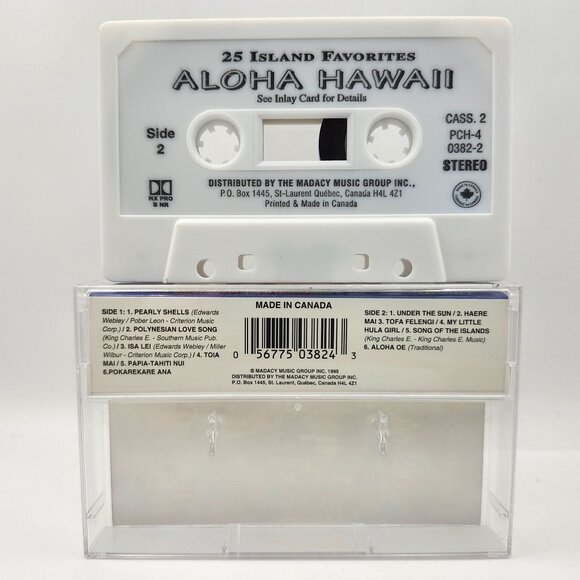 25 ISLAND FAVORITES
ALOHA HAWAII
See Inlay Card for Details
Side
2
CASS. 2
PCH-4
0382-2
STEREO
HX PRO
B NR
DISTRIBUTED BY THE MADACY MUSIC GROUP INC.,
P.O. Box 1445, St-Laurent Québec, Canada H4L 4Z1
Printed & Made in Canada
SIDE 1: 1. PEARLY SHELLS (Edwards
Webley / Pober Leon - Criterion Music
Corp.) / 2. POLYNESIAN LOVE SONG
(King Charles E. - Southern Music Pub.
Co.) / 3. ISA LEI (Edwards Webley / Miller
Wilbur - Criterion Music Corp.) / 4. TOIA
MAI / 5. PAPIA-TAHITI NUI
6.POKAREKARE ANA
MADE IN CANADA
0 56775 03824 3
© MADACY MUSIC GROUP INC. 1995
DISTRIBUTED BY THE MADACY MUSIC GROUP INC.
P.O. Box 1445, St. Laurent, Quebec, Canada H4L 4Z1
SIDE 2: 1. UNDER THE SUN / 2. HAERE
MAI 3. TOFA FELENGI / 4. MY LITTLE
HULA GIRL / 5. SONG OF THE ISLANDS
(King Charles E. - King Charles E. Music)
6. ALOHA OE (Traditional)